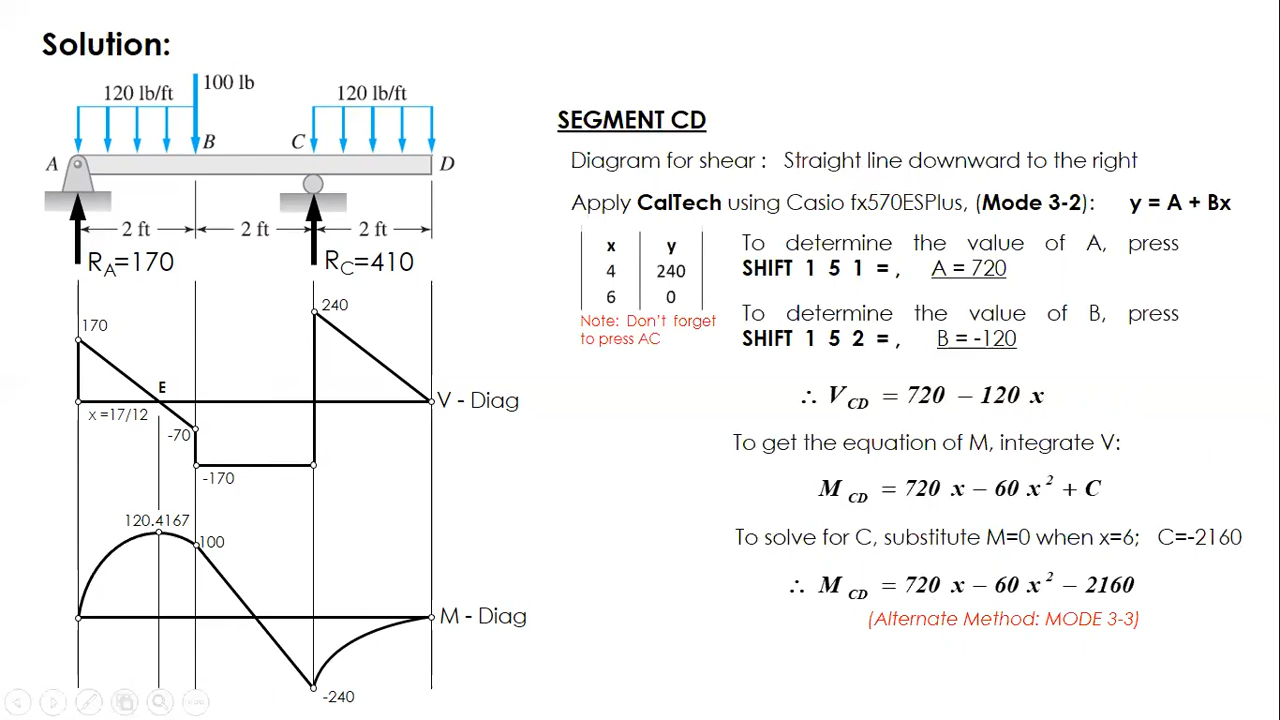 Solution:
120 lb/ft
100 lb
120 lb/ft
A
B
C
D
2 ft
2 ft
2 ft
R_A=170
R_C=410
170
240
E
x =17/12
-70
-170
V - Diag
120.4167
100
-240
M - Diag
SEGMENT CD
Diagram for shear : Straight line downward to the right
Apply CalTech using Casio fx570ESPlus, (Mode 3-2): y = A + Bx
x y
4 240
6 0
Note: Don't forget
to press AC
To determine the value of A, press
SHIFT 1 5 1 = , A = 720
To determine the value of B, press
SHIFT 1 5 2 = , B = -120
∴ V_CD = 720 – 120 x
To get the equation of M, integrate V:
M_CD = 720 x – 60 x² + C
To solve for C, substitute M=0 when x=6; C=-2160
∴ M_CD = 720 x – 60 x² – 2160
(Alternate Method: MODE 3-3)